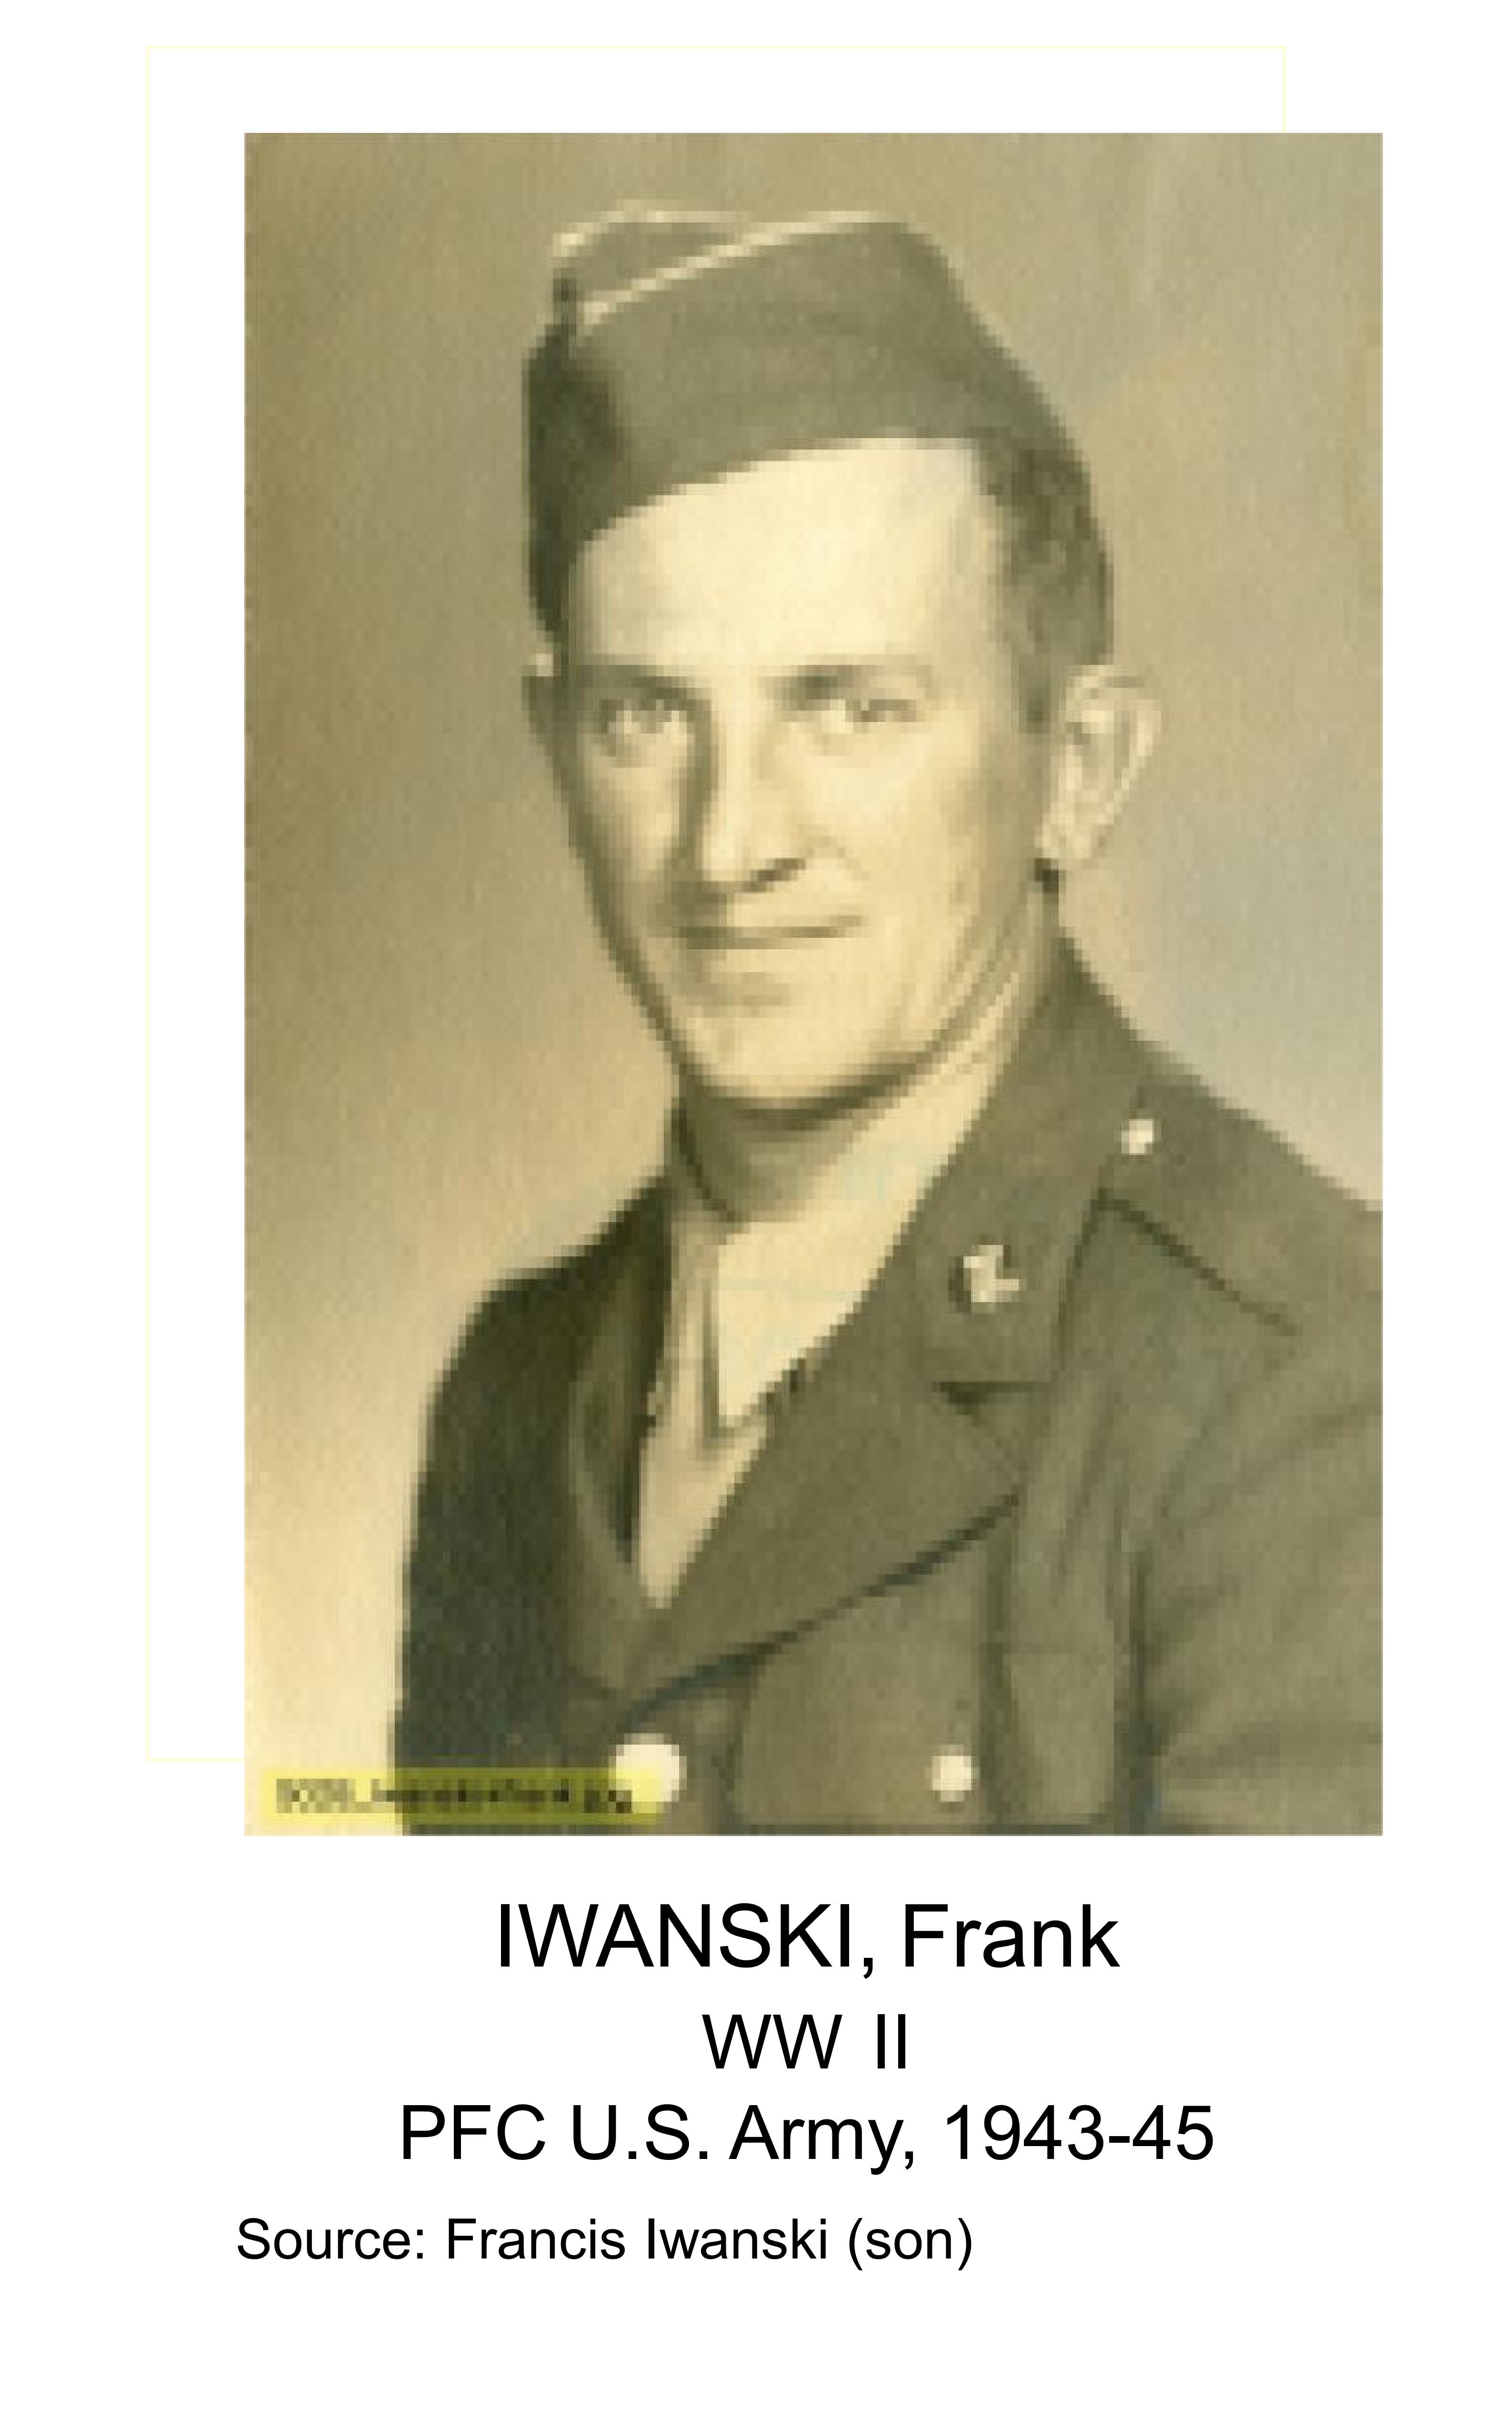 IWANSKI, Frank
WW II
PFC U.S. Army, 1943-45
Source: Francis Iwanski (son)